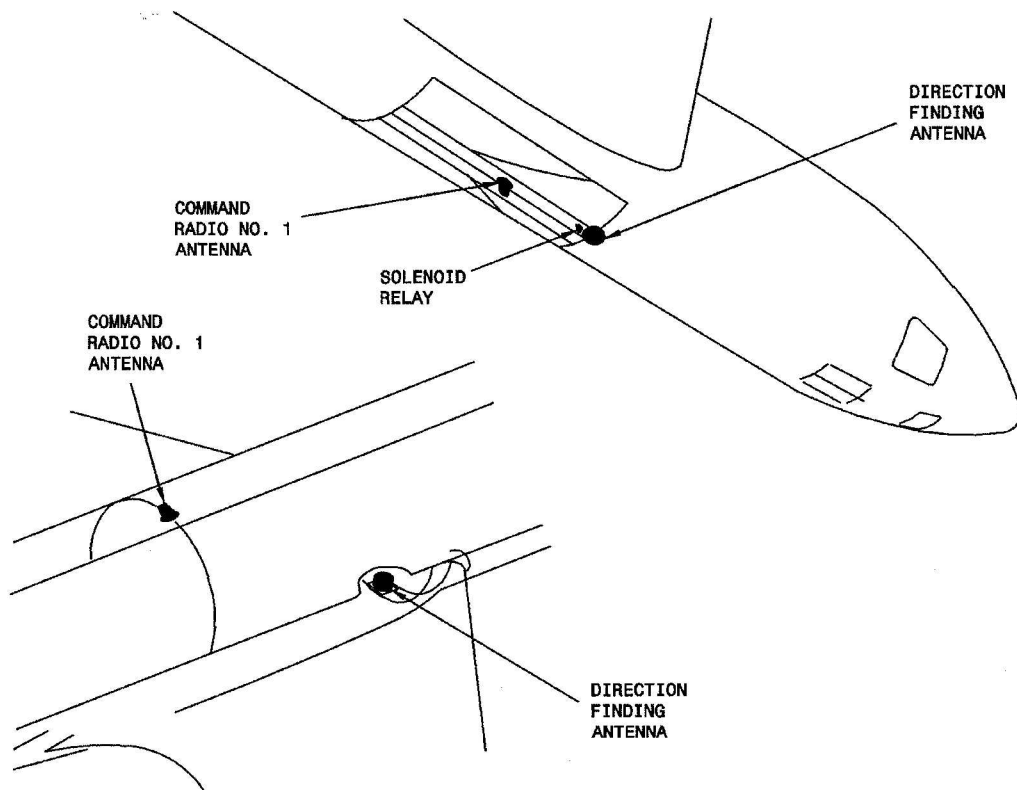 DIRECTION
FINDING
ANTENNA
COMMAND
RADIO NO. 1
ANTENNA
SOLENOID
RELAY
COMMAND
RADIO NO. 1
ANTENNA
DIRECTION
FINDING
ANTENNA